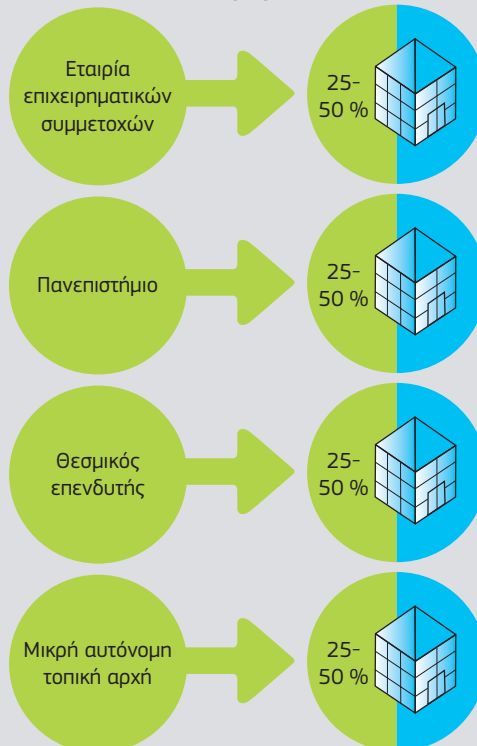 Εταιρία
επιχειρηματικών
συμμετοχών
25-
50 %
Πανεπιστήμιο
25-
50 %
Θεσμικός
επενδυτής
25-
50 %
Μικρή αυτόνομη
τοπική αρχή
25-
50 %